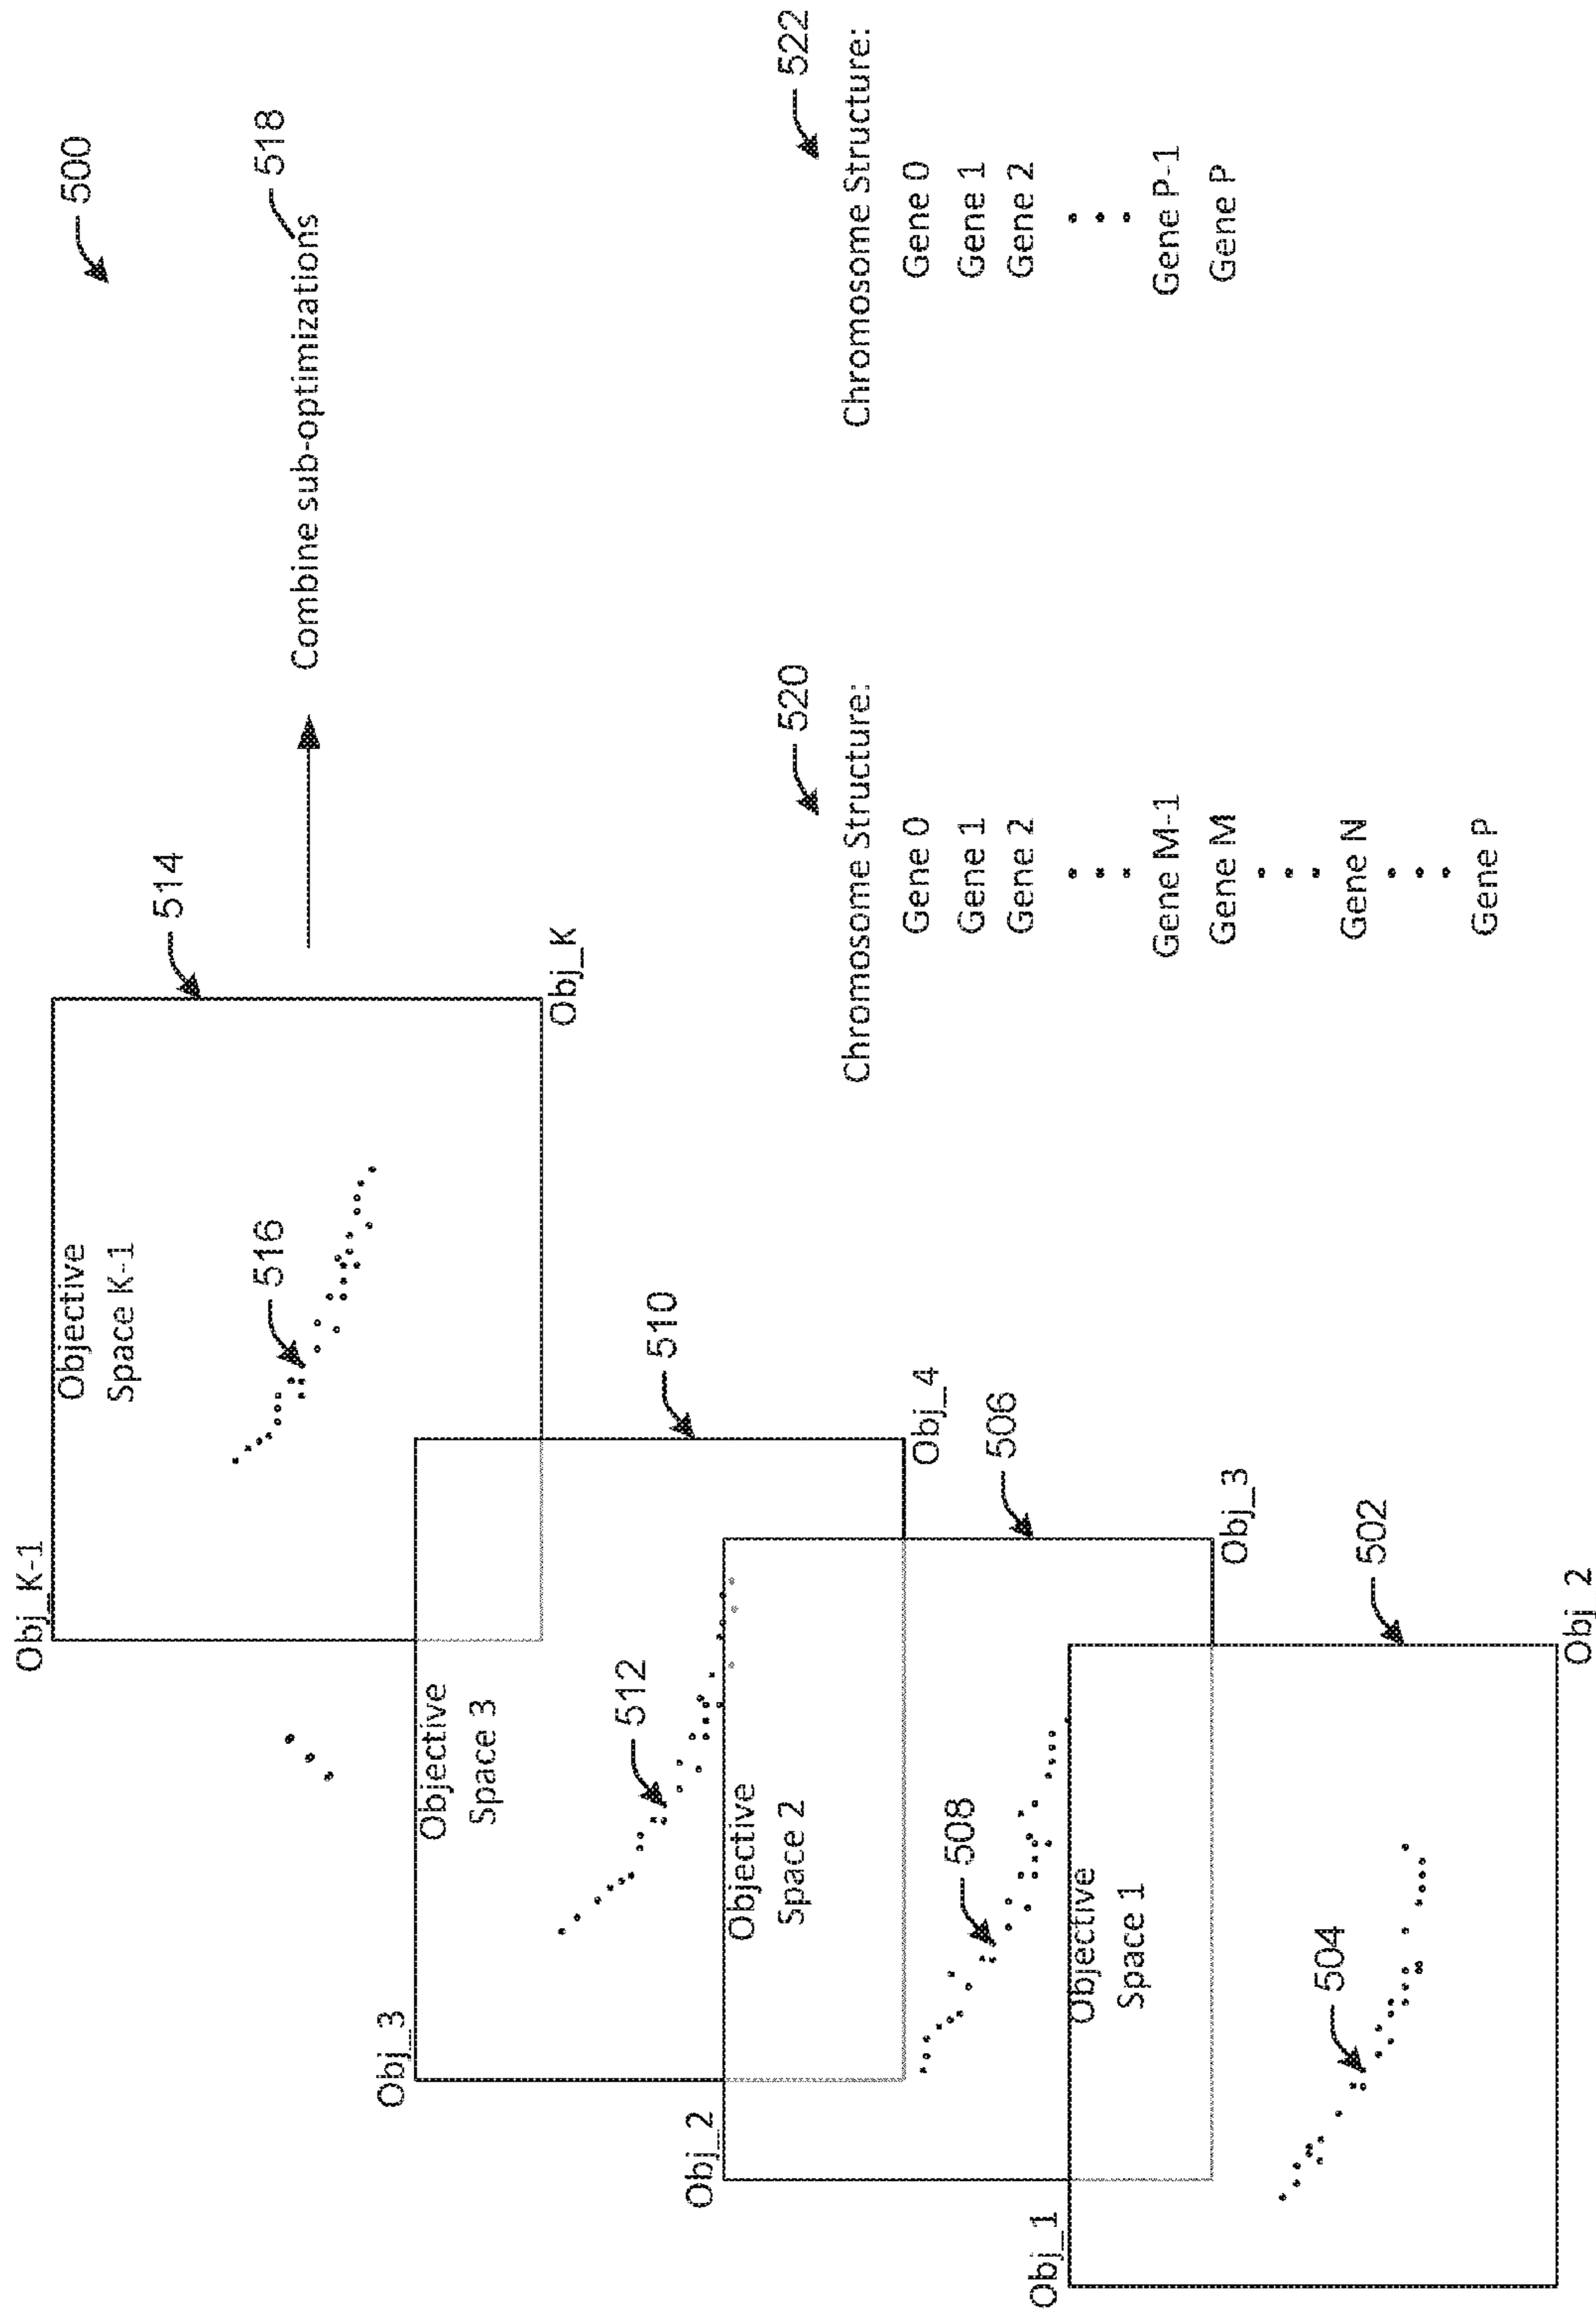 500
Obj_K-1
Objective
Space K-1
514
516
Obj_K
Combine sub-optimizations
518
Obj_3
Objective
Space 3
512
510
Obj_4
Obj_2
Objective
Space 2
508
506
Obj_3
Obj_1
Objective
Space 1
504
502
Obj_2
520
Chromosome Structure:
Gene 0
Gene 1
Gene 2
Gene M-1
Gene M
Gene N
Gene P
522
Chromosome Structure:
Gene 0
Gene 1
Gene 2
Gene P-1
Gene P